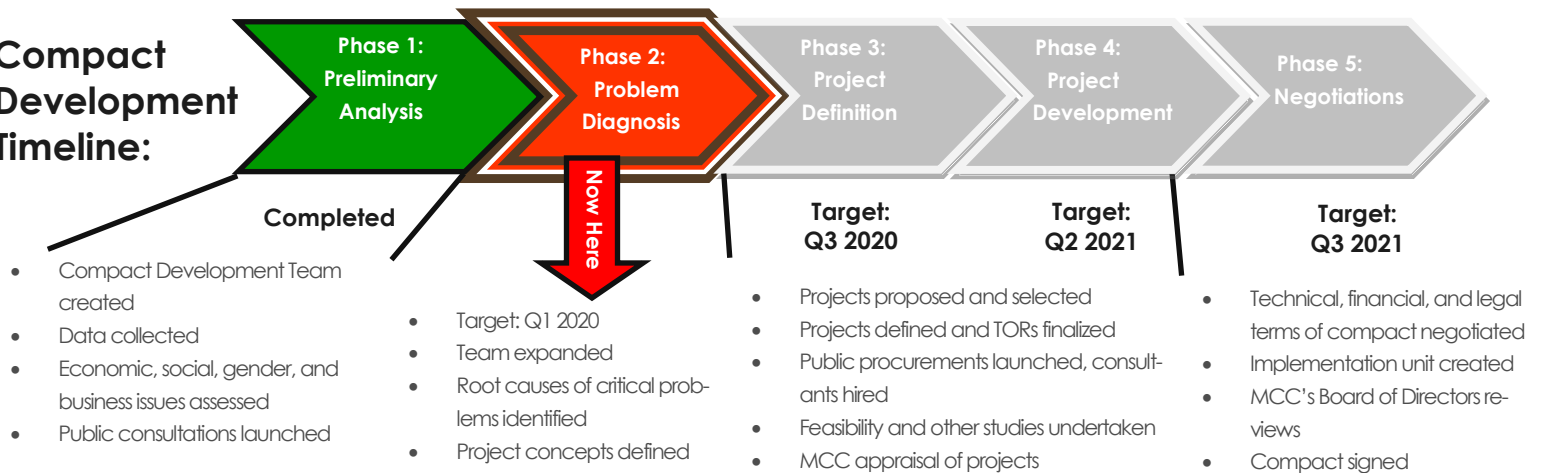 Compact
Development
Timeline:
Phase 1:
Preliminary
Analysis
Phase 2:
Problem
Diagnosis
Phase 3:
Project
Definition
Phase 4:
Project
Development
Phase 5:
Negotiations
Completed
Now Here
Target:
Q3 2020
Target:
Q2 2021
Target:
Q3 2021
• Compact Development Team
created
• Data collected
• Economic, social, gender, and
business issues assessed
• Public consultations launched
• Target: Q1 2020
• Team expanded
• Root causes of critical prob-
lems identified
• Project concepts defined
• Projects proposed and selected
• Projects defined and TORs finalized
• Public procurements launched, consult-
ants hired
• Feasibility and other studies undertaken
• MCC appraisal of projects
• Technical, financial, and legal
terms of compact negotiated
• Implementation unit created
• MCC's Board of Directors re-
views
• Compact signed